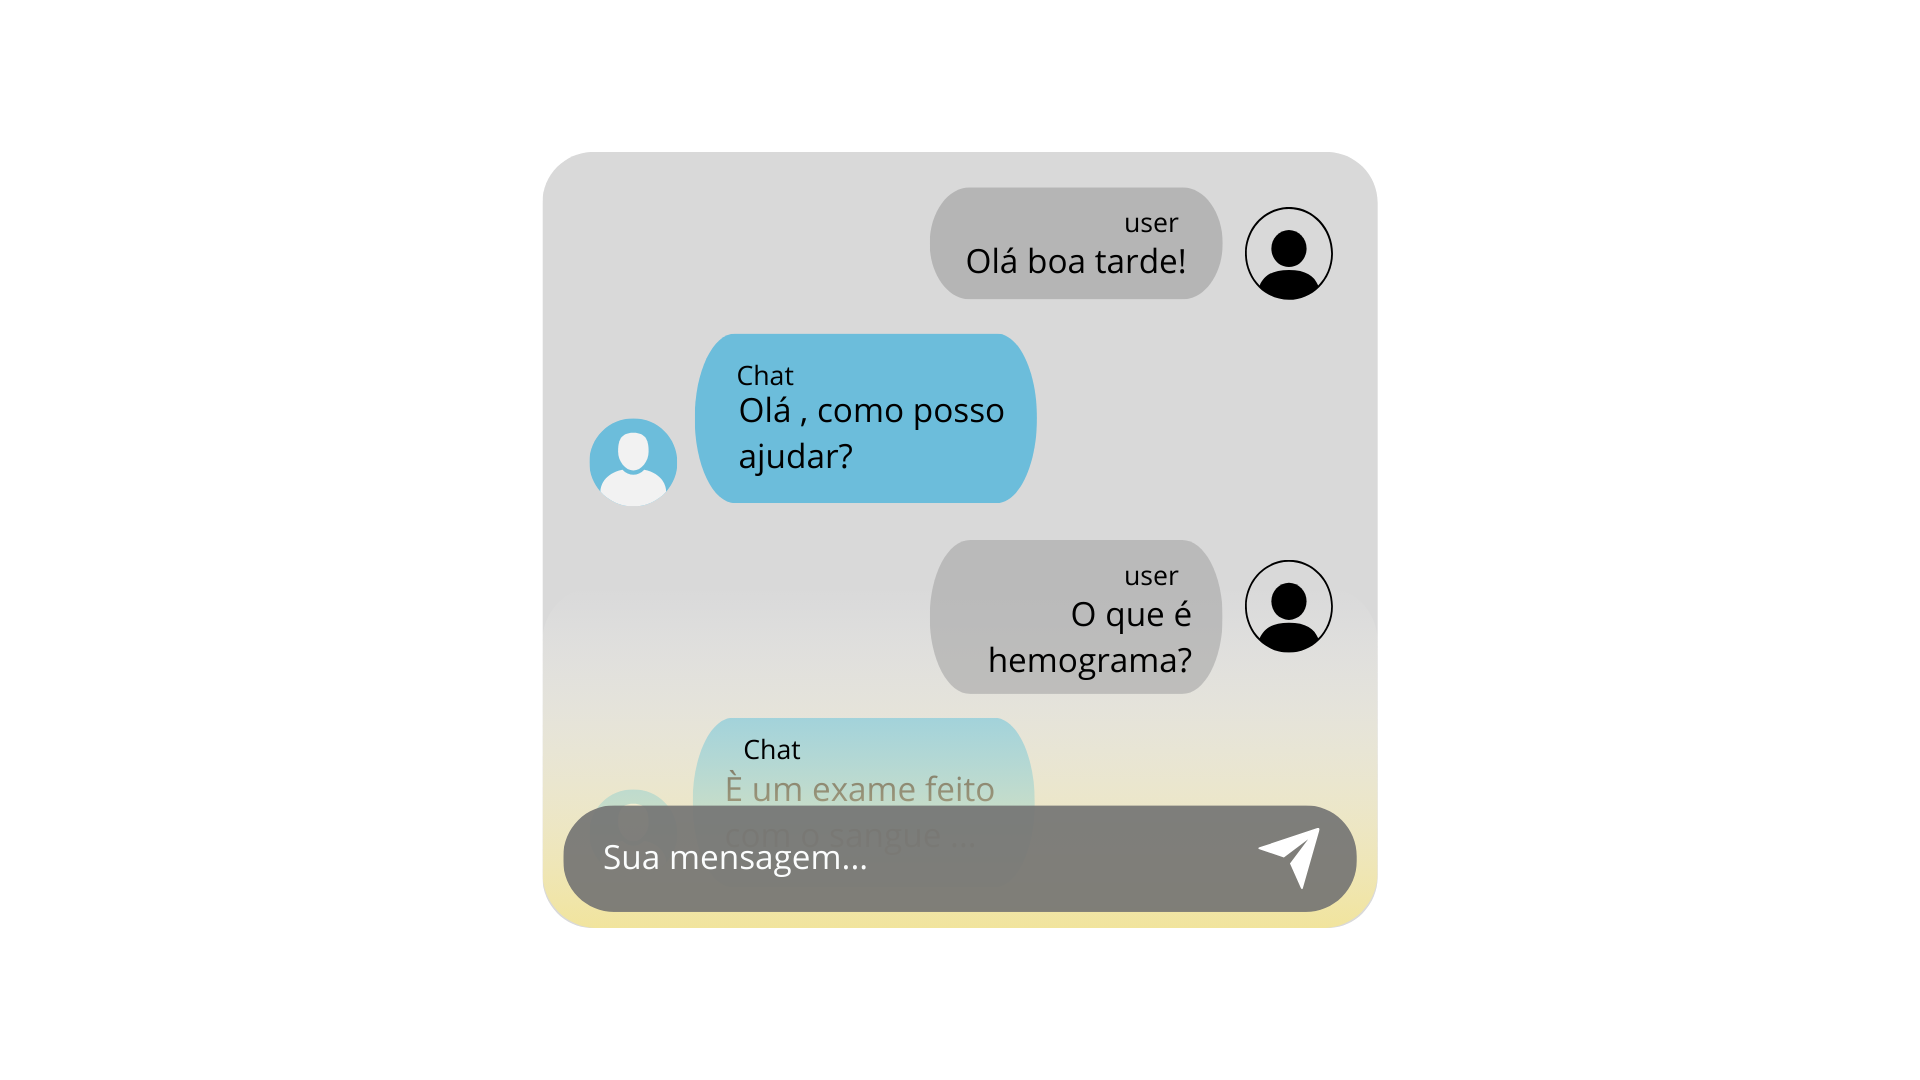 user
Olá boa tarde!
Chat
Olá , como posso
ajudar?
user
O que é
hemograma?
Chat
È um exame feito
com o sangue ...
Sua mensagem...